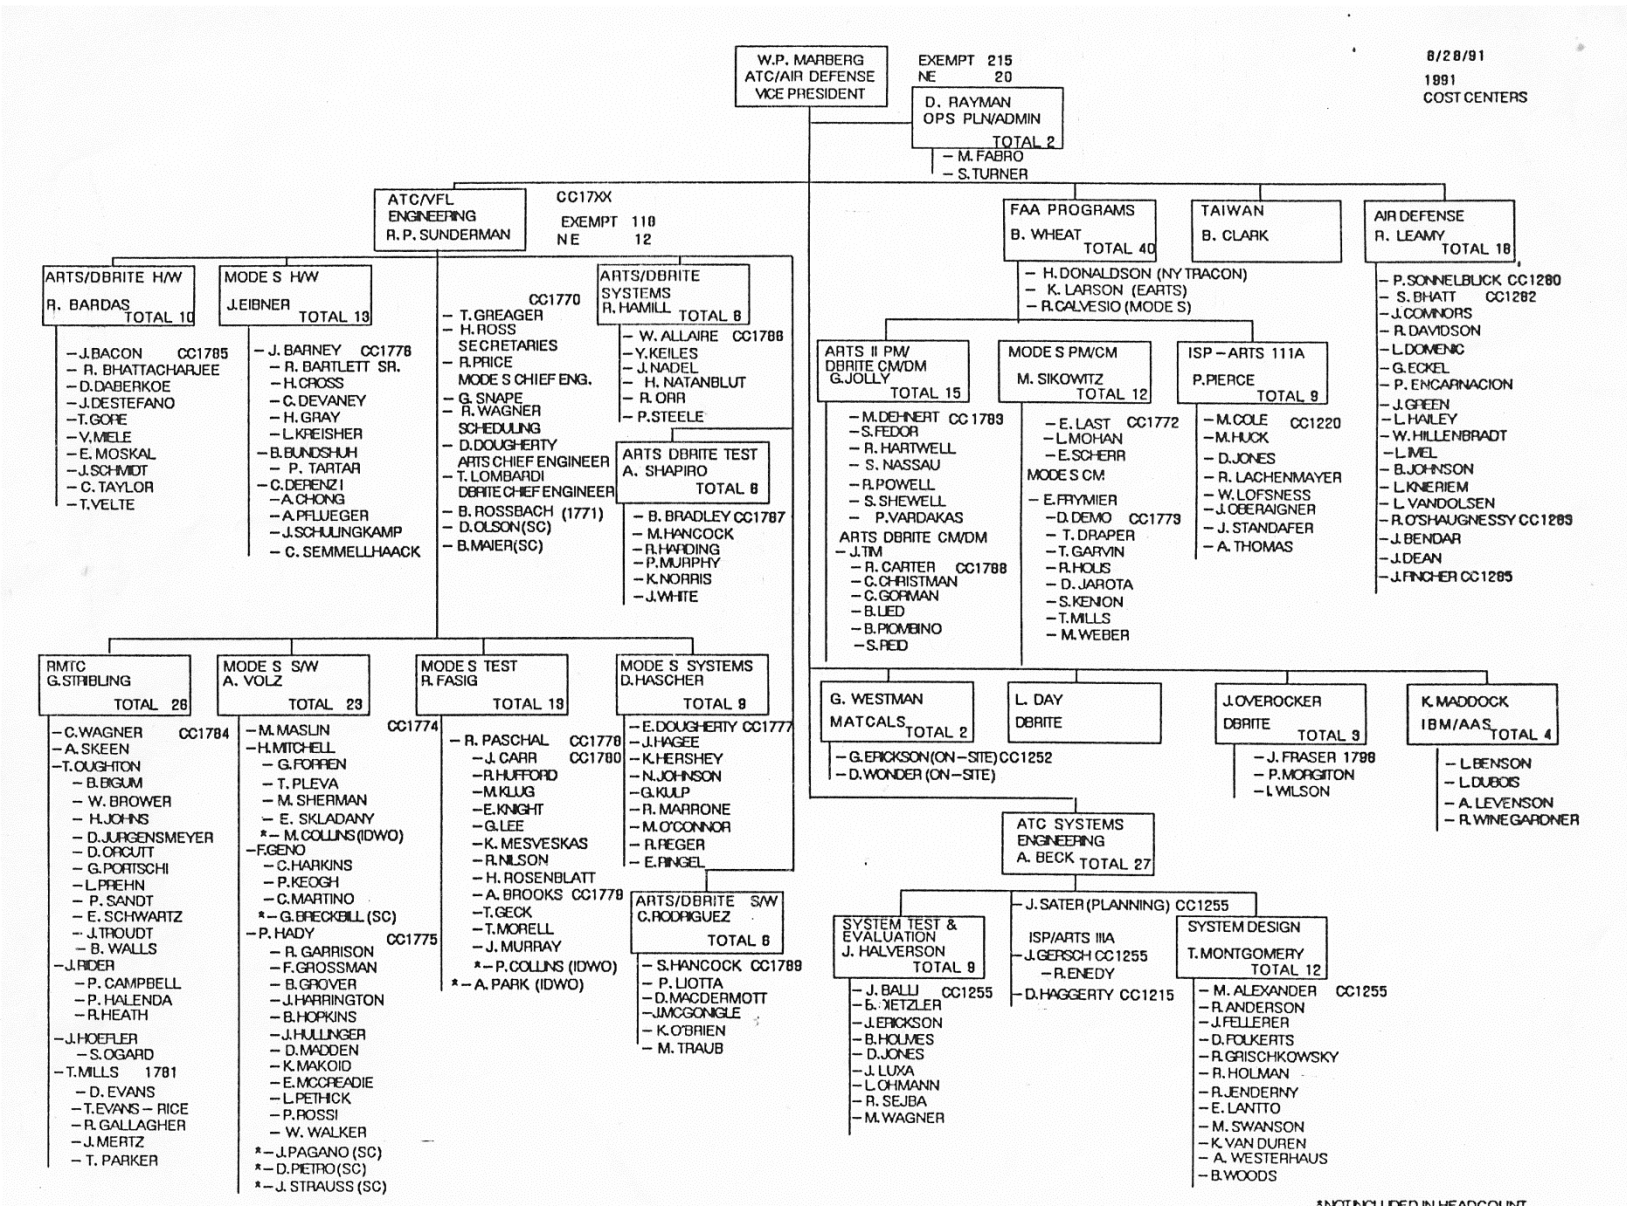 8/28/91
1991
COST CENTERS
W.P. MARBERG
ATC/AIR DEFENSE
VICE PRESIDENT
EXEMPT 215
NE 20
D. RAYMAN
OPS PLN/ADMIN
TOTAL 2
– M. FABRO
– S. TURNER
ATC/VFL
ENGINEERING
R. P. SUNDERMAN
CC17XX
EXEMPT 118
NE 12
FAA PROGRAMS
B. WHEAT
TOTAL 40
– H. DONALDSON (NY TRACON)
– K. LARSON (EARTS)
– R. CALVESIO (MODE S)
TAIWAN
B. CLARK
AIR DEFENSE
R. LEAMY
TOTAL 18
– P. SONNELBLICK CC1280
– S. BHATT CC1282
– J. COMNORS
– R. DAVIDSON
– L. DOMENIC
– G. ECKEL
– P. ENCARNACION
– J. GREEN
– L. HAILEY
– W. HILLENBRADT
– L. IMEL
– B. JOHNSON
– L. KNERIEM
– L. VANDOLSEN
– R. O'SHAUGNESSY CC1283
– J. BENDAR
– J. DEAN
– J. FINCHER CC1285
ARTS/DBRITE H/W
R. BARDAS
TOTAL 10
– J. BACON CC1785
– R. BHATTACHARJEE
– D. DABERKOE
– J. DESTEFANO
– T. GORE
– V. MIELE
– E. MOSKAL
– J. SCHMIDT
– C. TAYLOR
– T. VELTE
MODE S H/W
J. EIBNER
TOTAL 13
– J. BARNEY CC1776
– R. BARTLETT SR.
– H. CROSS
– C. DEVANEY
– H. GRAY
– L. KREISHER
– B. BUNDSHUH
– P. TARTAR
– C. DERENZI
– A. CHONG
– A. PFLUEGER
– J. SCHULINGKAMP
– C. SEMMELLHAACK
CC1770
– T. GREAGER
– H. ROSS
SECRETARIES
– R. PRICE
MODE S CHIEF ENG.
– G. SNAPE
– R. WAGNER
SCHEDULING
– D. DOUGHERTY
ARTS CHIEF ENGINEER
– T. LOMBARDI
DBRITE CHIEF ENGINEER
– B. ROSSBACH (1771)
– D. OLSON (SC)
– B. MAIER (SC)
ARTS/DBRITE
SYSTEMS
R. HAMILL TOTAL 6
– W. ALLAIRE CC1786
– Y. KEILES
– J. NADEL
– H. NATANBLUT
– R. ORR
– P. STEELE
ARTS DBRITE TEST
A. SHAPIRO
TOTAL 6
– B. BRADLEY CC1787
– M. HANCOCK
– R. HARDING
– P. MURPHY
– K. NORRIS
– J. WHITE
ARTS II PM/
DBRITE CM/DM
G. JOLLY
TOTAL 15
– M. DEHNERT CC1783
– S. FEDOR
– R. HARTWELL
– S. NASSAU
– R. POWELL
– S. SHEWELL
– P. VARDAKAS
ARTS DBRITE CM/DM
– J. TIM
– R. CARTER CC1788
– C. CHRISTMAN
– C. GORMAN
– B. LIED
– B. PIOMBINO
– S. REID
MODE S PM/CM
M. SIKOWITZ
TOTAL 12
– E. LAST CC1772
– L. MOHAN
– E. SCHERR
MODE S CM
– E. FRYMIER
– D. DEMO CC1773
– T. DRAPER
– T. GARVIN
– R. HOLIS
– D. JAROTA
– S. KENION
– T. MILLS
– M. WEBER
ISP–ARTS 111A
P. PIERCE
TOTAL 9
– M. COLE CC1220
– M. HUCK
– D. JONES
– R. LACHENMAYER
– W. LOFSNESS
– J. OBERAIGNER
– J. STANDAFER
– A. THOMAS
RMTC
G. STRIBLING
TOTAL 26
– C. WAGNER CC1784
– A. SKEEN
– T. OUGHTON
– B. BIGUM
– W. BROWER
– H. JOHNS
– D. JURGENSMEYER
– D. ORCUTT
– G. PORTSCHI
– L. PREHN
– P. SANDT
– E. SCHWARTZ
– J. TROUDT
– B. WALLS
– J. RIDER
– P. CAMPBELL
– P. HALENDA
– R. HEATH
– J. HOEFLER
– S. OGARD
– T. MILLS 1781
– D. EVANS
– T. EVANS – RICE
– R. GALLAGHER
– J. MERTZ
– T. PARKER
MODE S S/W
A. VOLZ
TOTAL 23
– M. MASLIN CC1774
– H. MITCHELL
– G. FORREN
– T. PLEVA
– M. SHERMAN
– E. SKLADANY
*– M. COLLINS (IDWO)
– F. GENO
– C. HARKINS
– P. KEOGH
– C. MARTINO
*– G. BRECKBILL (SC)
– P. HADY CC1775
– R. GARRISON
– F. GROSSMAN
– B. GROVER
– J. HARRINGTON
– B. HOPKINS
– J. HULLINGER
– D. MADDEN
– K. MAKOID
– E. MCCREADIE
– L. PETHICK
– P. ROSSI
– W. WALKER
*– J. PAGANO (SC)
*– D. PIETRO (SC)
*– J. STRAUSS (SC)
MODE S TEST
R. FASIG
TOTAL 13
– R. PASCHAL CC1778
– J. CARR CC1780
– R. HUFFORD
– M. KLUG
– E. KNIGHT
– G. LEE
– K. MESVESKAS
– R. NILSON
– H. ROSENBLATT
– A. BROOKS CC1779
– T. GECK
– T. MORELL
– J. MURRAY
*– P. COLLINS (IDWO)
*– A. PARK (IDWO)
MODE S SYSTEMS
D. HASCHER
TOTAL 9
– E. DOUGHERTY CC1777
– J. HAGEE
– K. HERSHEY
– N. JOHNSON
– G. KULP
– R. MARRONE
– M. O'CONNOR
– R. REGER
– E. RINGEL
ARTS/DBRITE S/W
C. RODRIGUEZ
TOTAL 6
– S. HANCOCK CC1789
– P. LIOTTA
– D. MACDERMOTT
– J. MCGONIGLE
– K. O'BRIEN
– M. TRAUB
G. WESTMAN
MATCALS TOTAL 2
– G. ERICKSON (ON–SITE) CC1252
– D. WONDER (ON–SITE)
L. DAY
DBRITE
J. OVEROCKER
DBRITE
TOTAL 3
– J. FRASER 1798
– P. MORGITON
– I. WILSON
K. MADDOCK
IBM/AAS TOTAL 4
– L. BENSON
– L. DUBOIS
– A. LEVENSON
– R. WINEGARDNER
ATC SYSTEMS
ENGINEERING
A. BECK TOTAL 27
– J. SATER (PLANNING) CC1255
ISP/ARTS IIIA
– J. GERSCH CC1255
– R. ENEDY
– D. HAGGERTY CC1215
SYSTEM TEST &
EVALUATION
J. HALVERSON
TOTAL 9
– J. BALLI CC1255
– J. ERICKSON
– B. HOLMES
– D. JONES
– J. LUXA
– L. OHMANN
– R. SEJBA
– M. WAGNER
SYSTEM DESIGN
T. MONTGOMERY
TOTAL 12
– M. ALEXANDER CC1255
– R. ANDERSON
– J. FELLERER
– D. FOLKERTS
– R. GRISCHKOWSKY
– R. HOLMAN
– R. JENDERNY
– E. LANTTO
– M. SWANSON
– K. VAN DUREN
– A. WESTERHAUS
– B. WOODS
*NOT INCLUDED IN HEADCOUNT